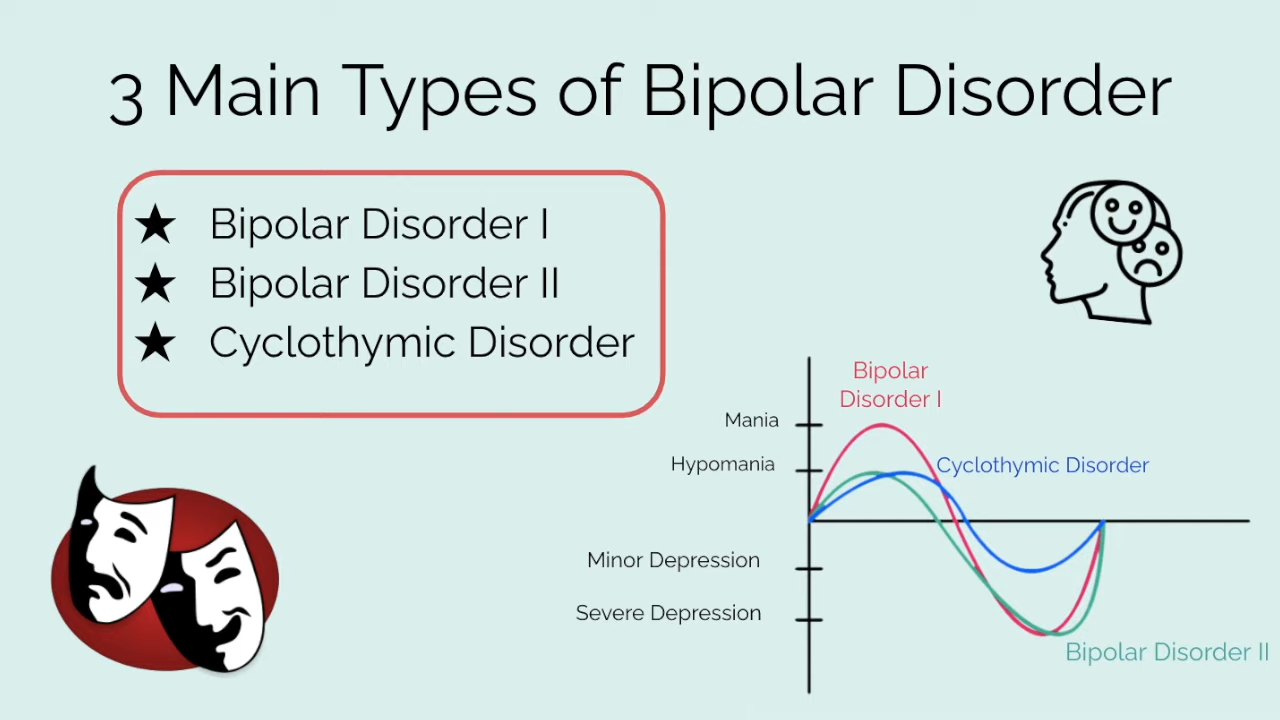 3 Main Types of Bipolar Disorder
★ Bipolar Disorder I
★ Bipolar Disorder II
★ Cyclothymic Disorder
Bipolar
Disorder I
Mania
Hypomania
Cyclothymic Disorder
Minor Depression
Severe Depression
Bipolar Disorder II